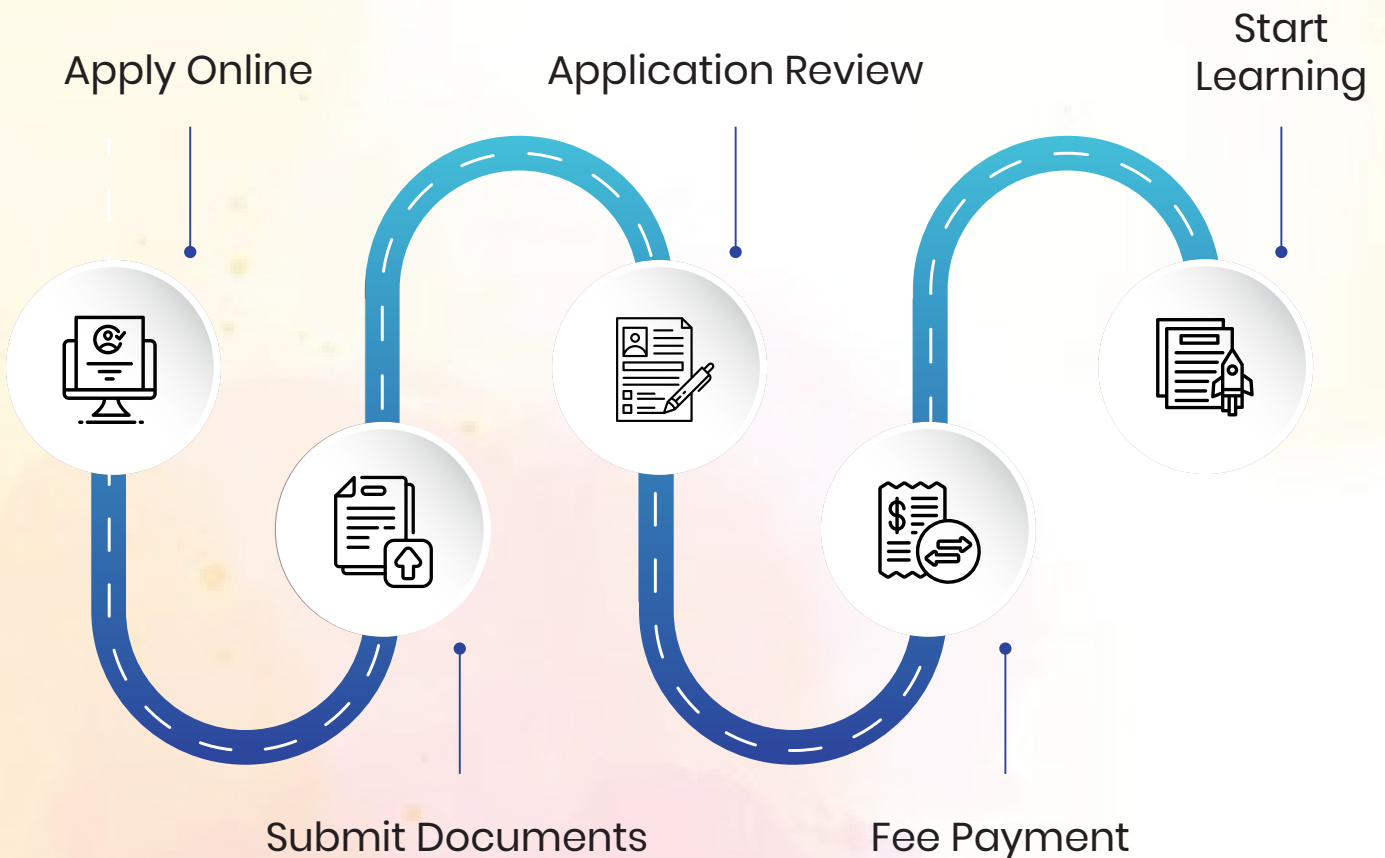 Apply Online
Submit Documents
Application Review
Fee Payment
Start
Learning
$